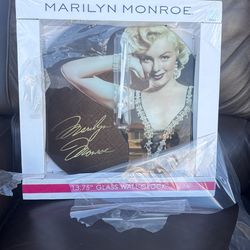 MARILYN MONROE
Marilyn
Monroe
13.75" GLASS WALL CLOCK